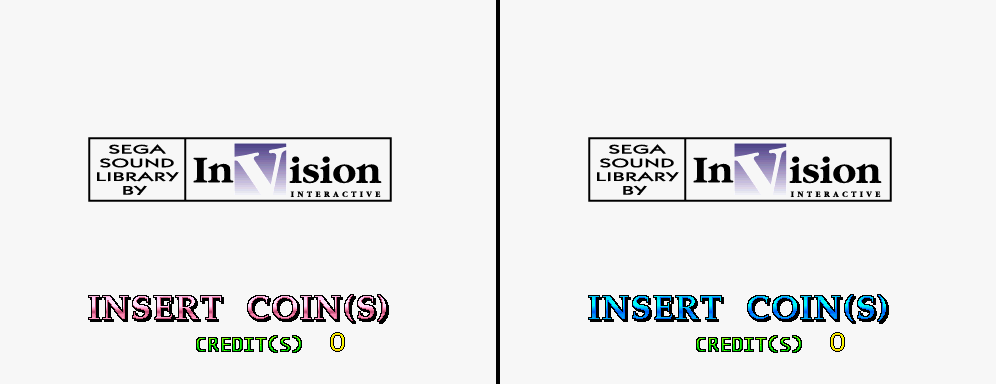 SEGA
SOUND
LIBRARY
BY
InVision
INTERACTIVE
INSERT COIN(S)
CREDIT(S) 0
SEGA
SOUND
LIBRARY
BY
InVision
INTERACTIVE
INSERT COIN(S)
CREDIT(S) 0